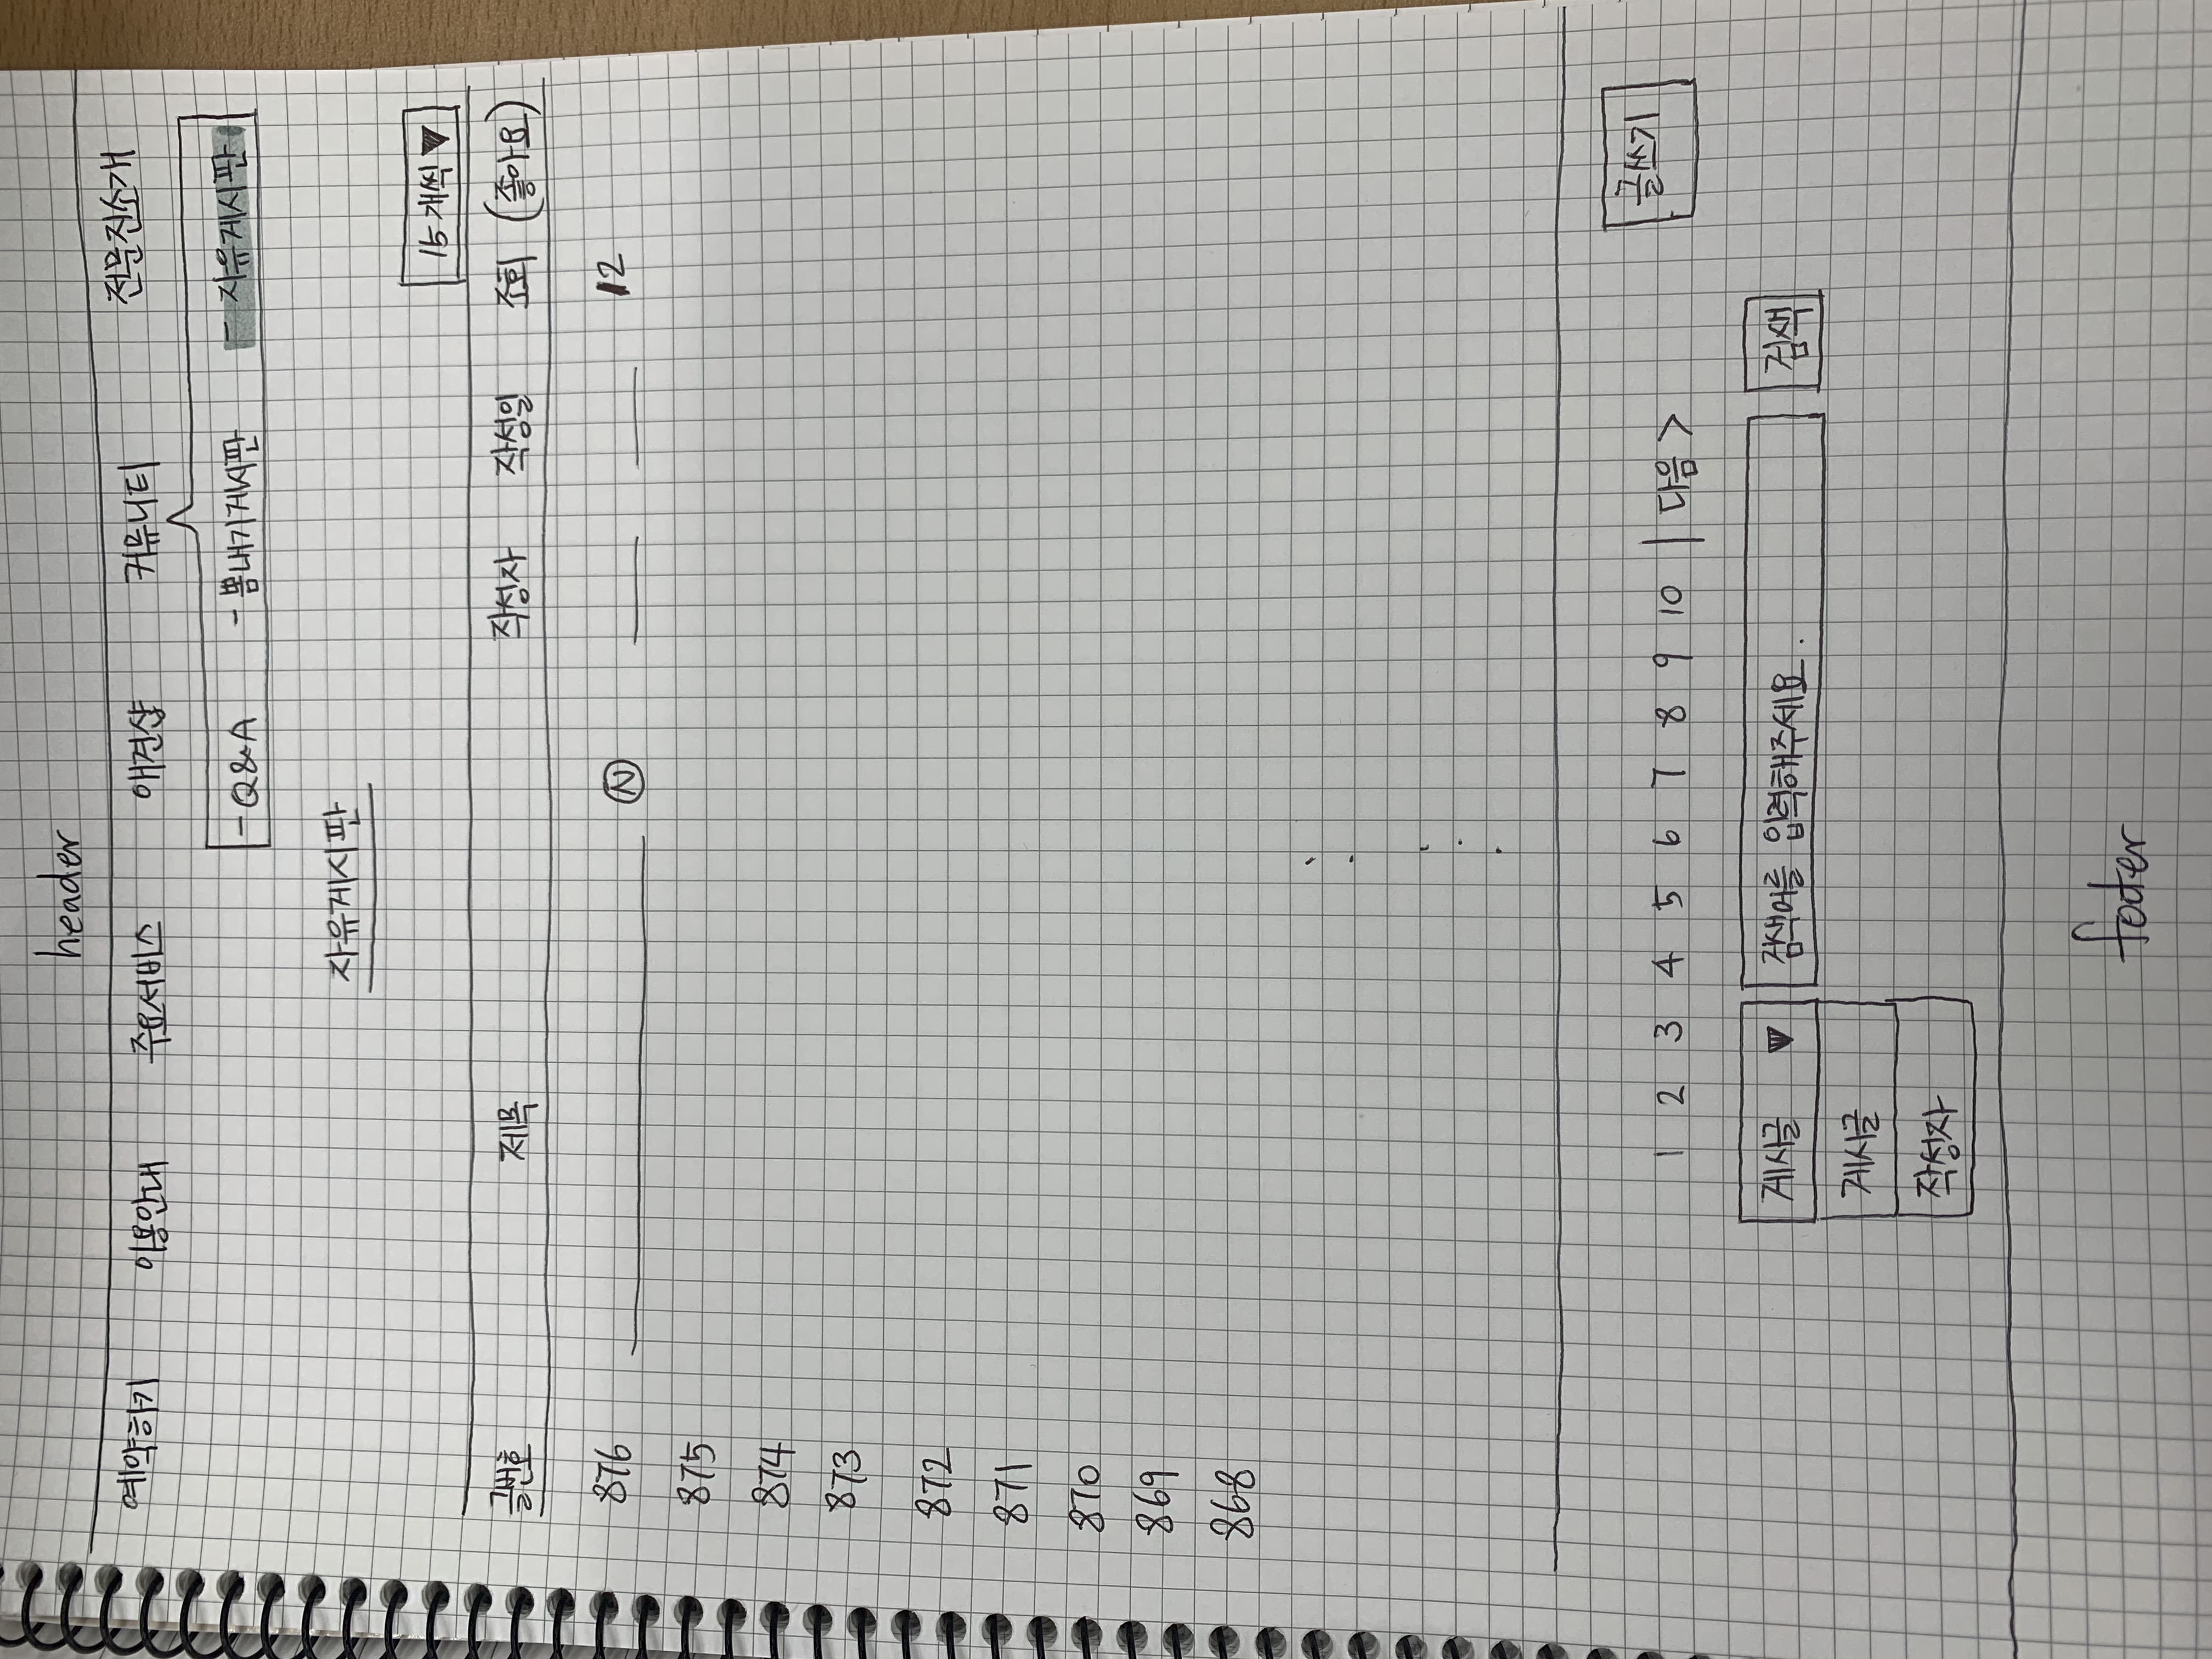 header
예약하기 이용안내 주요서비스 애견샵 커뮤니티 전문진소개
- Q&A - 뽐내기게시판 - 자유게시판
자유게시판
15개씩 ▼
글번호 제목 작성자 작성일 조회 (좋아요)
876 N 12
875
874
873
872
871
870
869
868
글쓰기
1 2 3 4 5 6 7 8 9 10 | 다음 >
게시글 ▼ 검색어를 입력해주세요. 검색
게시글
작성자
footer